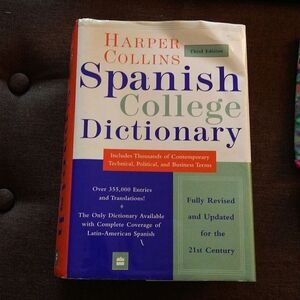 HARPER
COLLINS
Third Edition
Spanish
College
Dictionary
Includes Thousands of Contemporary
Technical, Political, and Business Terms
Over 355,000 Entries
and Translations!
The Only Dictionary Available
with Complete Coverage of
Latin-American Spanish
Fully Revised
and Updated
for the
21st Century